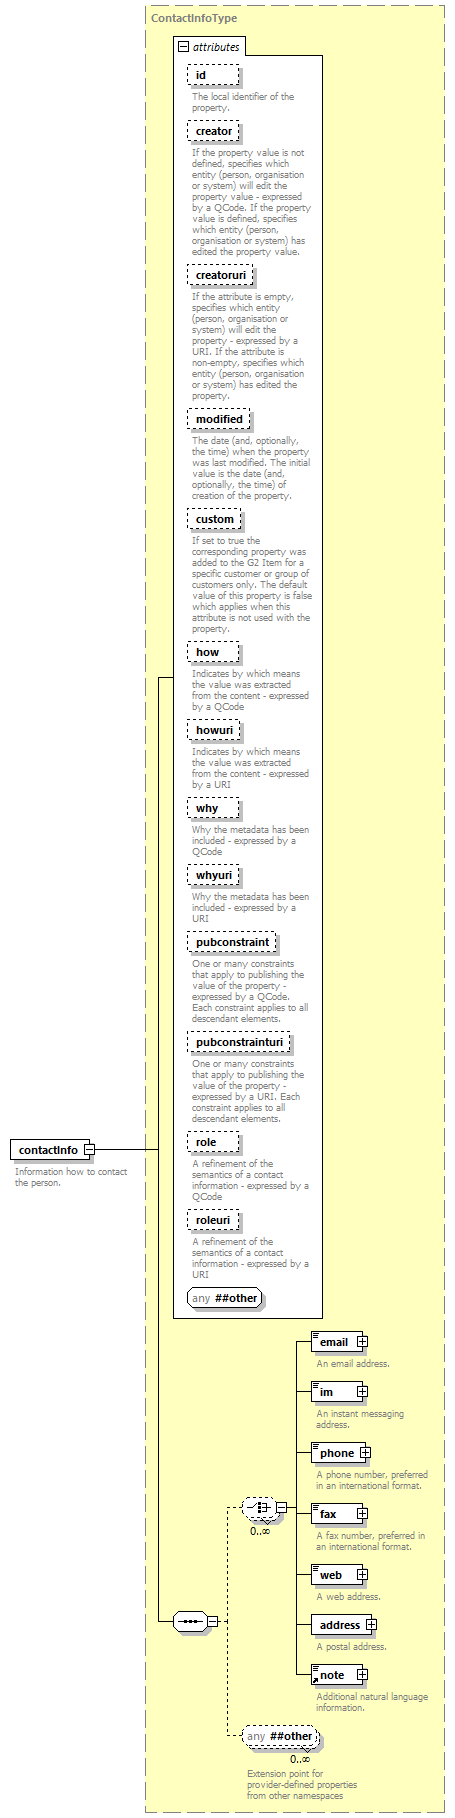 ContactInfoType
attributes
id
The local identifier of the
property.
creator
If the property value is not
defined, specifies which
entity (person, organisation
or system) will edit the
property value - expressed
by a QCode. If the property
value is defined, specifies
which entity (person,
organisation or system) has
edited the property value.
creatoruri
If the attribute is empty,
specifies which entity
(person, organisation or
system) will edit the
property - expressed by a
URI. If the attribute is
non-empty, specifies which
entity (person, organisation
or system) has edited the
property.
modified
The date (and, optionally,
the time) when the property
was last modified. The initial
value is the date (and,
optionally, the time) of
creation of the property.
custom
If set to true the
corresponding property was
added to the G2 Item for a
specific customer or group of
customers only. The default
value of this property is false
which applies when this
attribute is not used with the
property.
how
Indicates by which means
the value was extracted
from the content - expressed
by a QCode
howuri
Indicates by which means
the value was extracted
from the content - expressed
by a URI
why
Why the metadata has been
included - expressed by a
QCode
whyuri
Why the metadata has been
included - expressed by a
URI
pubconstraint
One or many constraints
that apply to publishing the
value of the property -
expressed by a QCode.
Each constraint applies to all
descendant elements.
pubconstrainturi
One or many constraints
that apply to publishing the
value of the property -
expressed by a URI. Each
constraint applies to all
descendant elements.
role
A refinement of the
semantics of a contact
information - expressed by a
QCode
roleuri
A refinement of the
semantics of a contact
information - expressed by a
URI
any ##other
contactInfo
Information how to contact
the person.
email
An email address.
im
An instant messaging
address.
phone
A phone number, preferred
in an international format.
0..∞
fax
A fax number, preferred in
an international format.
web
A web address.
address
A postal address.
note
Additional natural language
information.
any ##other
0..∞
Extension point for
provider-defined properties
from other namespaces